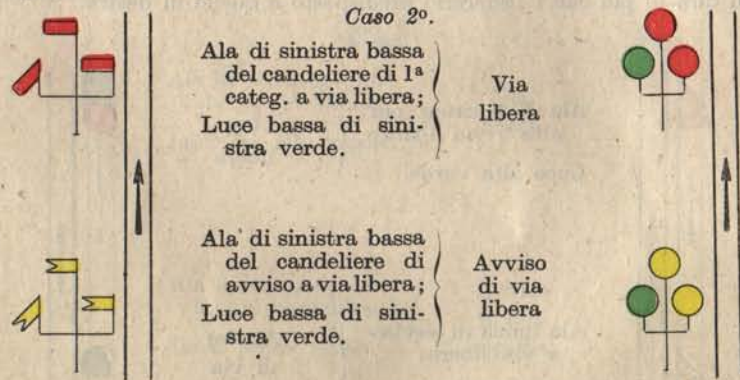 Caso 2º.
Ala di sinistra bassa
del candeliere di 1ª
categ. a via libera;
Luce bassa di sini-
stra verde.
Via
libera
Ala di sinistra bassa
del candeliere di
avviso a via libera;
Luce bassa di sini-
stra verde.
Avviso
di via
libera